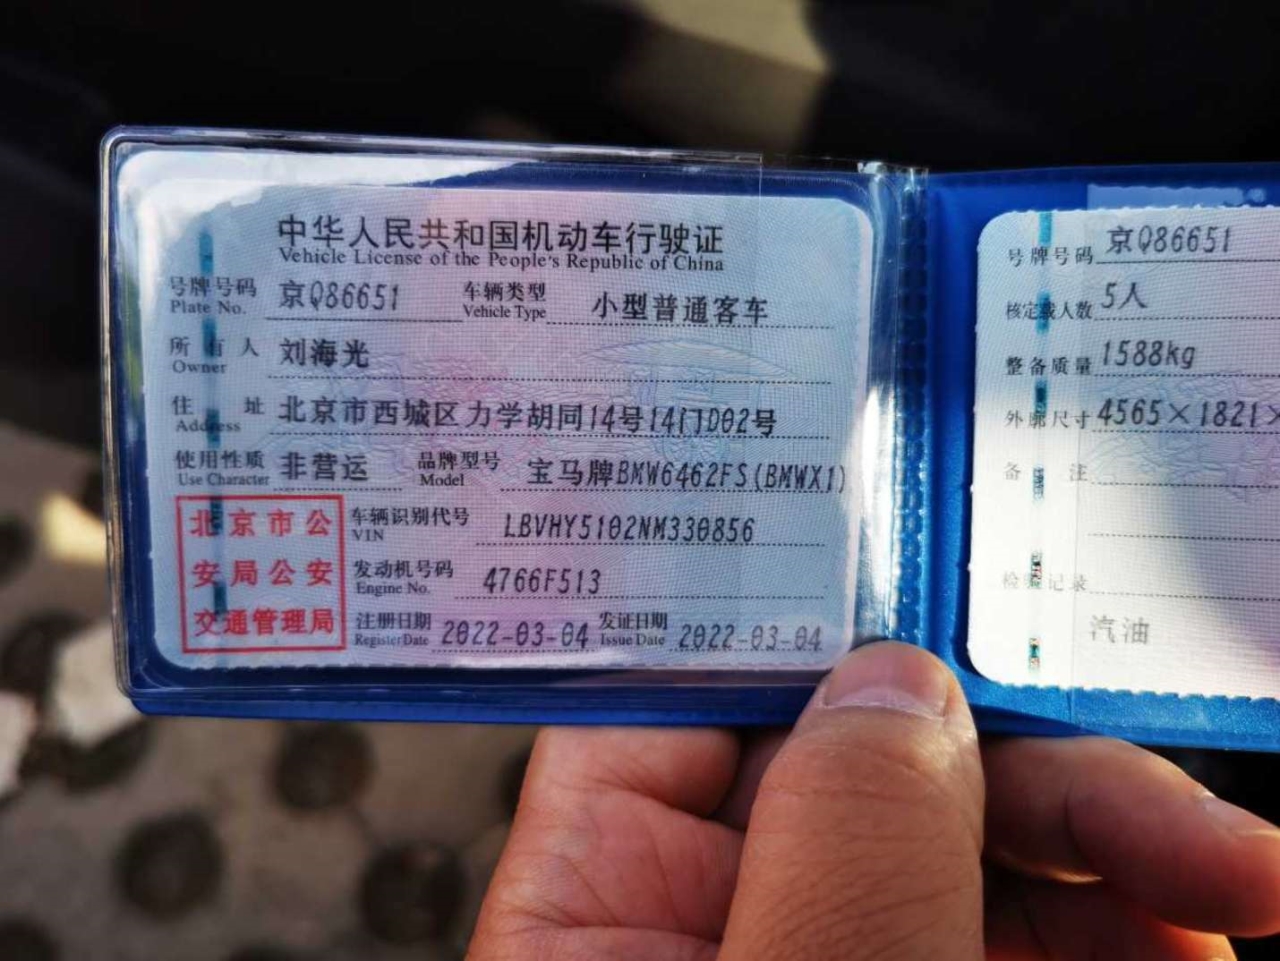 中华人民共和国机动车行驶证
Vehicle License of the People's Republic of China
号牌号码 京Q86651 车辆类型 小型普通客车
Plate No. Vehicle Type
所有人 刘海光
Owner
住址 北京市西城区力学胡同14号14门D02号
Address
使用性质 非营运 品牌型号 宝马牌BMW6462FS(BMWX1)
Use Character Model
北京市公
安局公安
交通管理局
车辆识别代号 LBVHY5102NM330856
VIN
发动机号码 4766F513
Engine No.
注册日期 2022-03-04 发证日期 2022-03-04
Register Date Issue Date
号牌号码 京Q86651
核定载人数 5人
整备质量 1588kg
外廓尺寸 4565×1821×
备注
检验记录
汽油